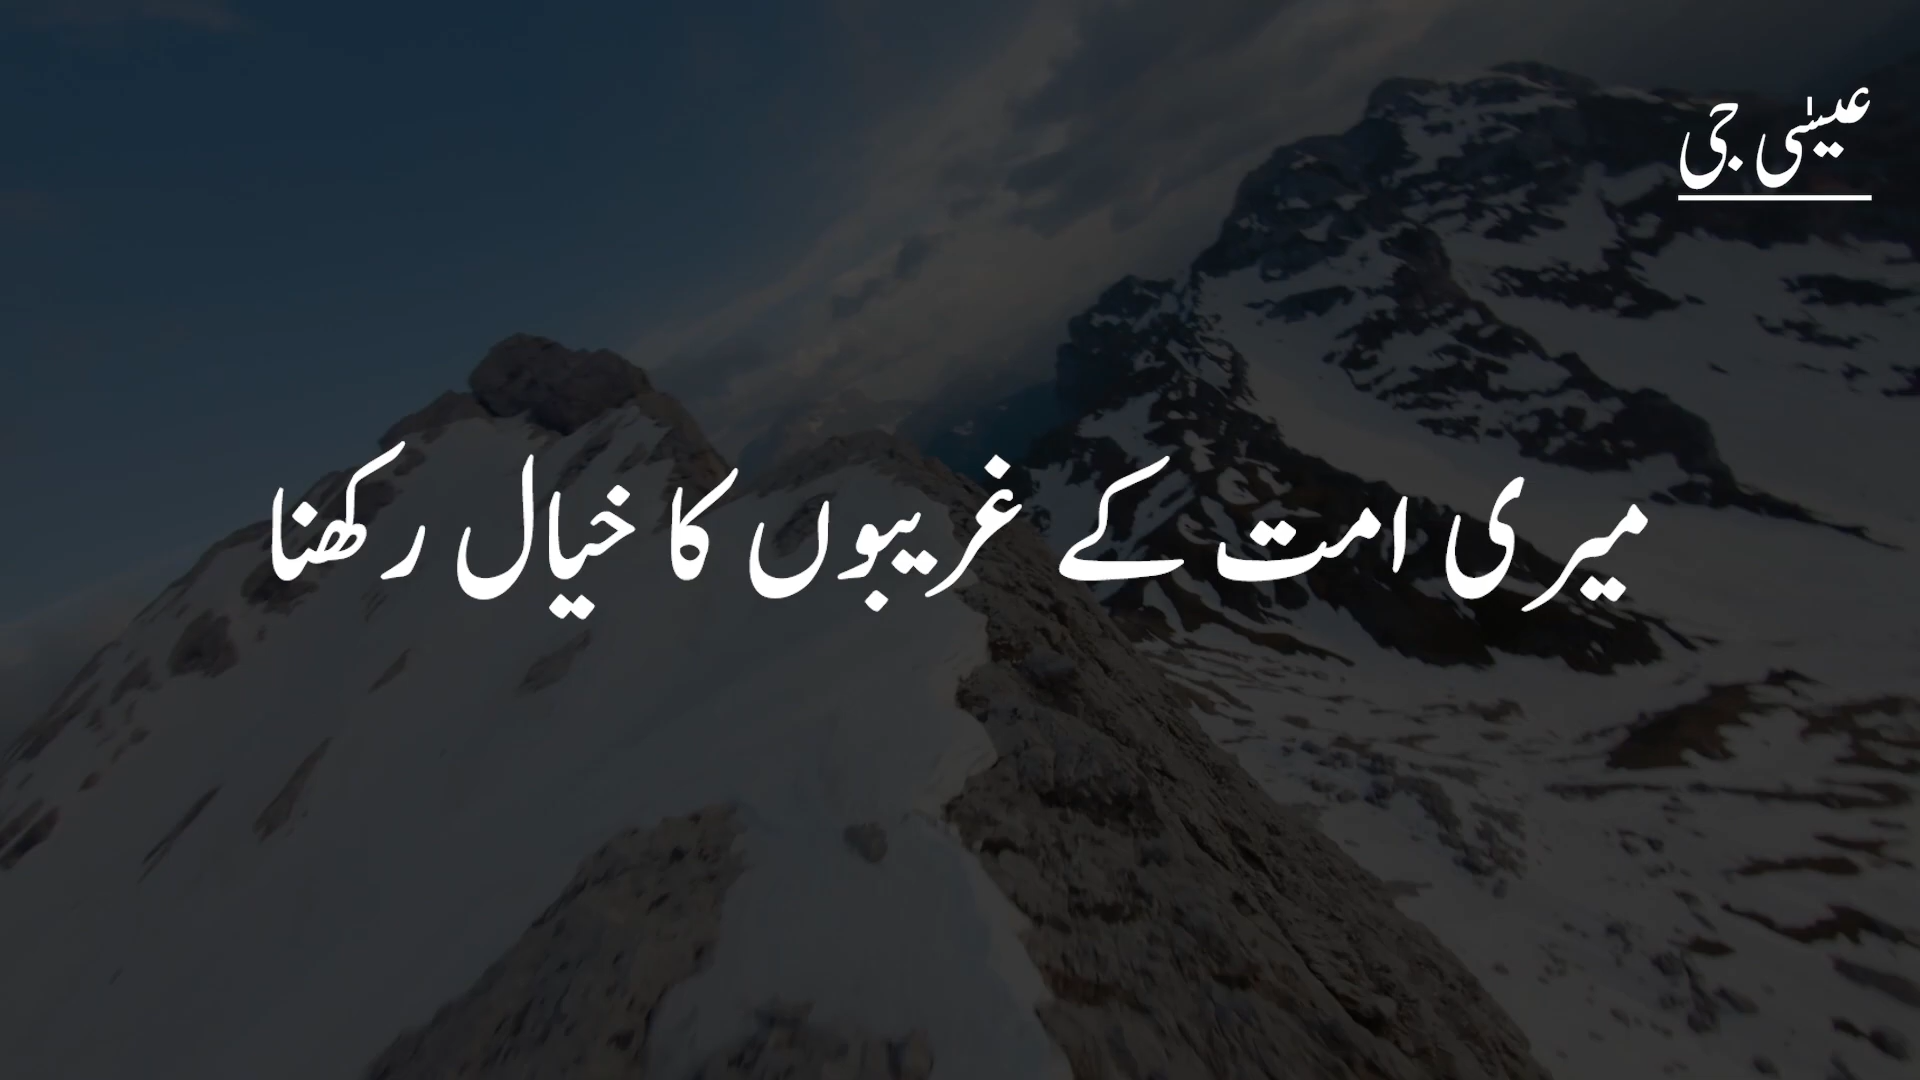 عیسٰی جی
میری امت کے غریبوں کا خیال رکھنا